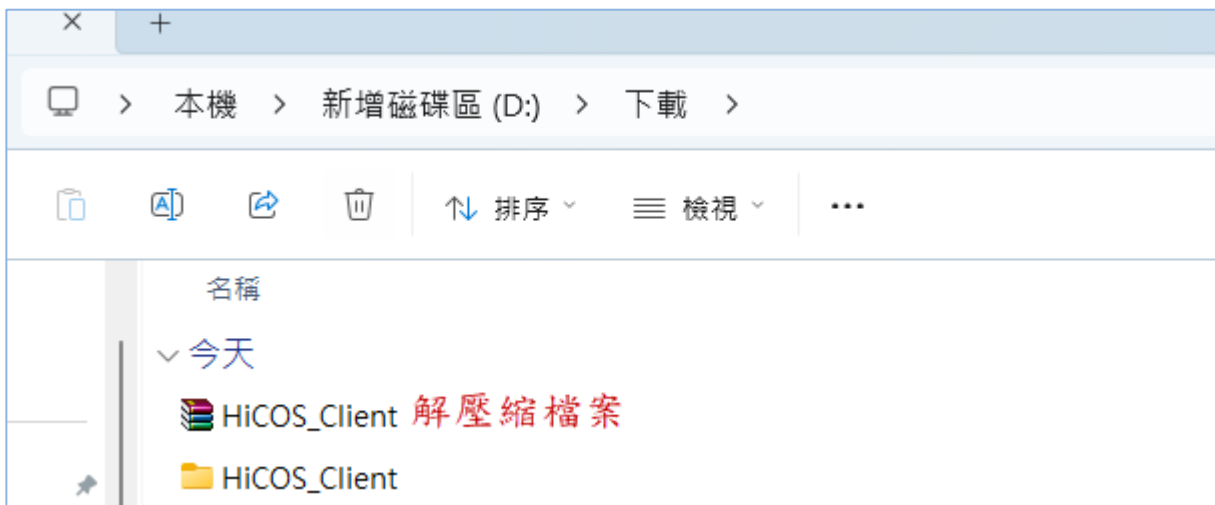 本機 > 新增磁碟區 (D:) > 下載 >
排序 檢視 ...
名稱
今天
HiCOS_Client 解壓縮檔案
HiCOS_Client